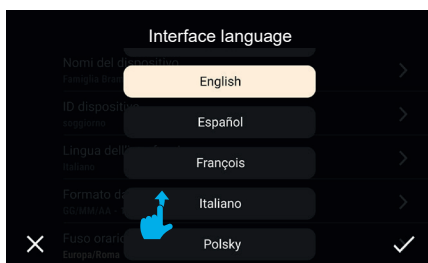 Interface language
Nomi del dispositivo
Famiglia
English
ID dispositivo
soggiorno
Español
Lingua dell
Italiano
François
Formato da
GG/MM/AA -
Italiano
Fuso orario
Europa/Roma
Polsky